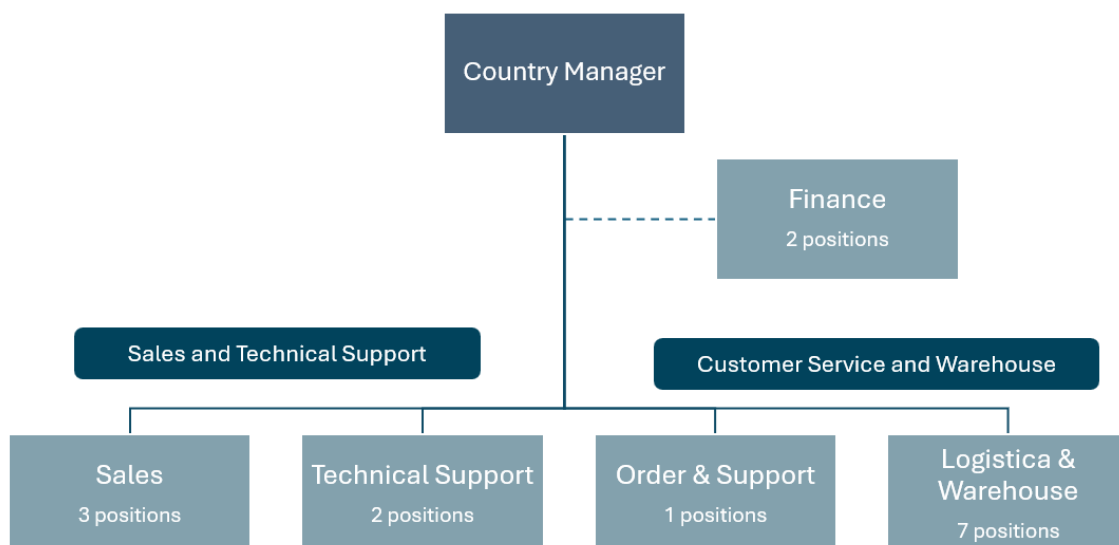 Country Manager
Finance
2 positions
Sales and Technical Support
Customer Service and Warehouse
Sales
3 positions
Technical Support
2 positions
Order & Support
1 positions
Logistica &
Warehouse
7 positions